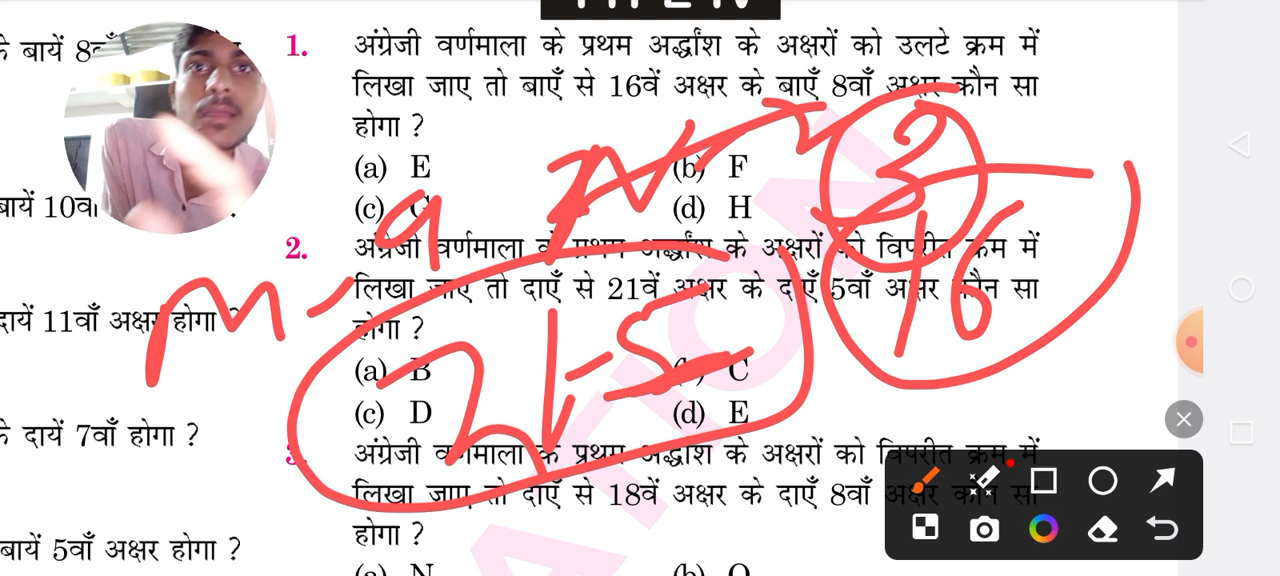 के बायें 8वाँ
बायें 10वाँ
दायें 11वाँ अक्षर होगा ?
के दायें 7वाँ होगा ?
बायें 5वाँ अक्षर होगा ?
1. अंग्रेजी वर्णमाला के प्रथम अर्द्धांश के अक्षरों को उलटे क्रम में
लिखा जाए तो बाएँ से 16वें अक्षर के बाएँ 8वाँ अक्षर कौन सा
होगा ?
(a) E (b) F
(c) G (d) H
2. अंग्रेजी वर्णमाला के प्रथम अर्द्धांश के अक्षरों को विपरीत क्रम में
लिखा जाए तो दाएँ से 21वें अक्षर के दाएँ 5वाँ अक्षर कौन सा
होगा ?
(a) B (b) C
(c) D (d) E
3. अंग्रेजी वर्णमाला के प्रथम अर्द्धांश के अक्षरों को विपरीत क्रम में
लिखा जाए तो दाएँ से 18वें अक्षर के दाएँ 8वाँ अक्षर कौन सा
होगा ?
(a) N (b) O
21-5
16